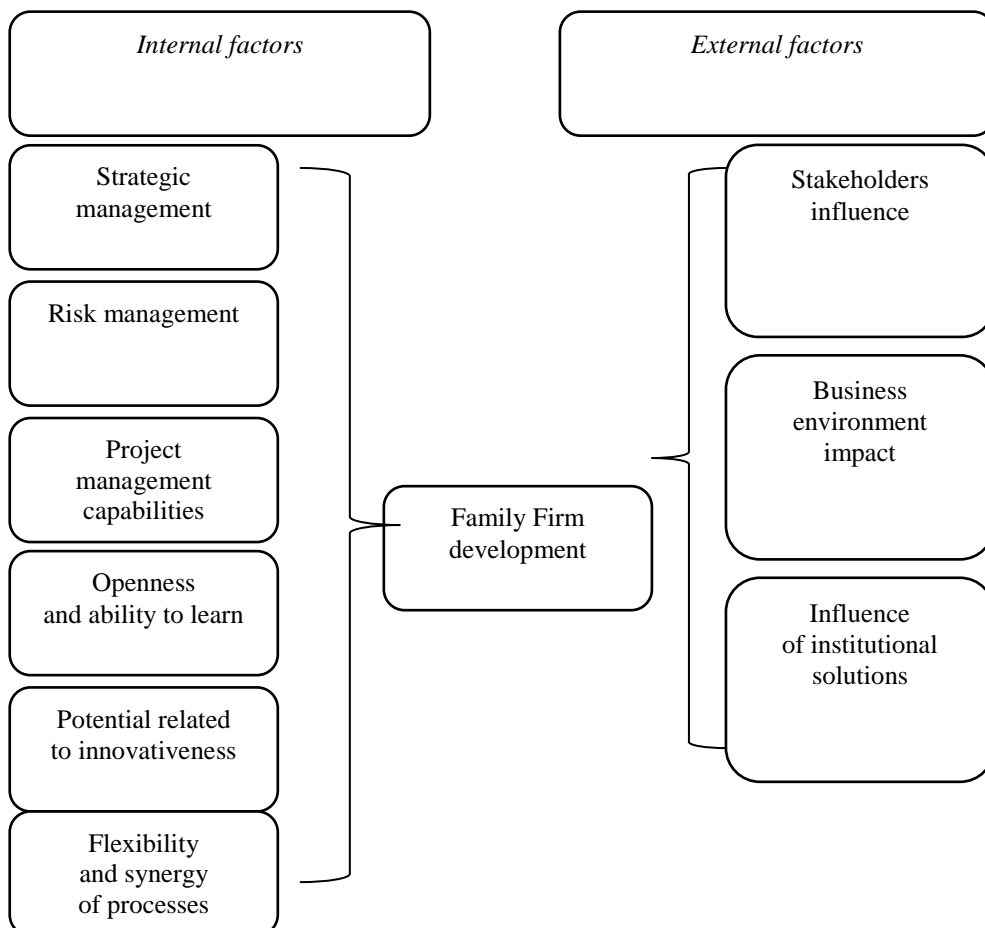 Internal factors
External factors
Strategic
management
Risk management
Project
management
capabilities
Openness
and ability to learn
Potential related
to innovativeness
Flexibility
and synergy
of processes
Family Firm
development
Stakeholders
influence
Business
environment
impact
Influence
of institutional
solutions